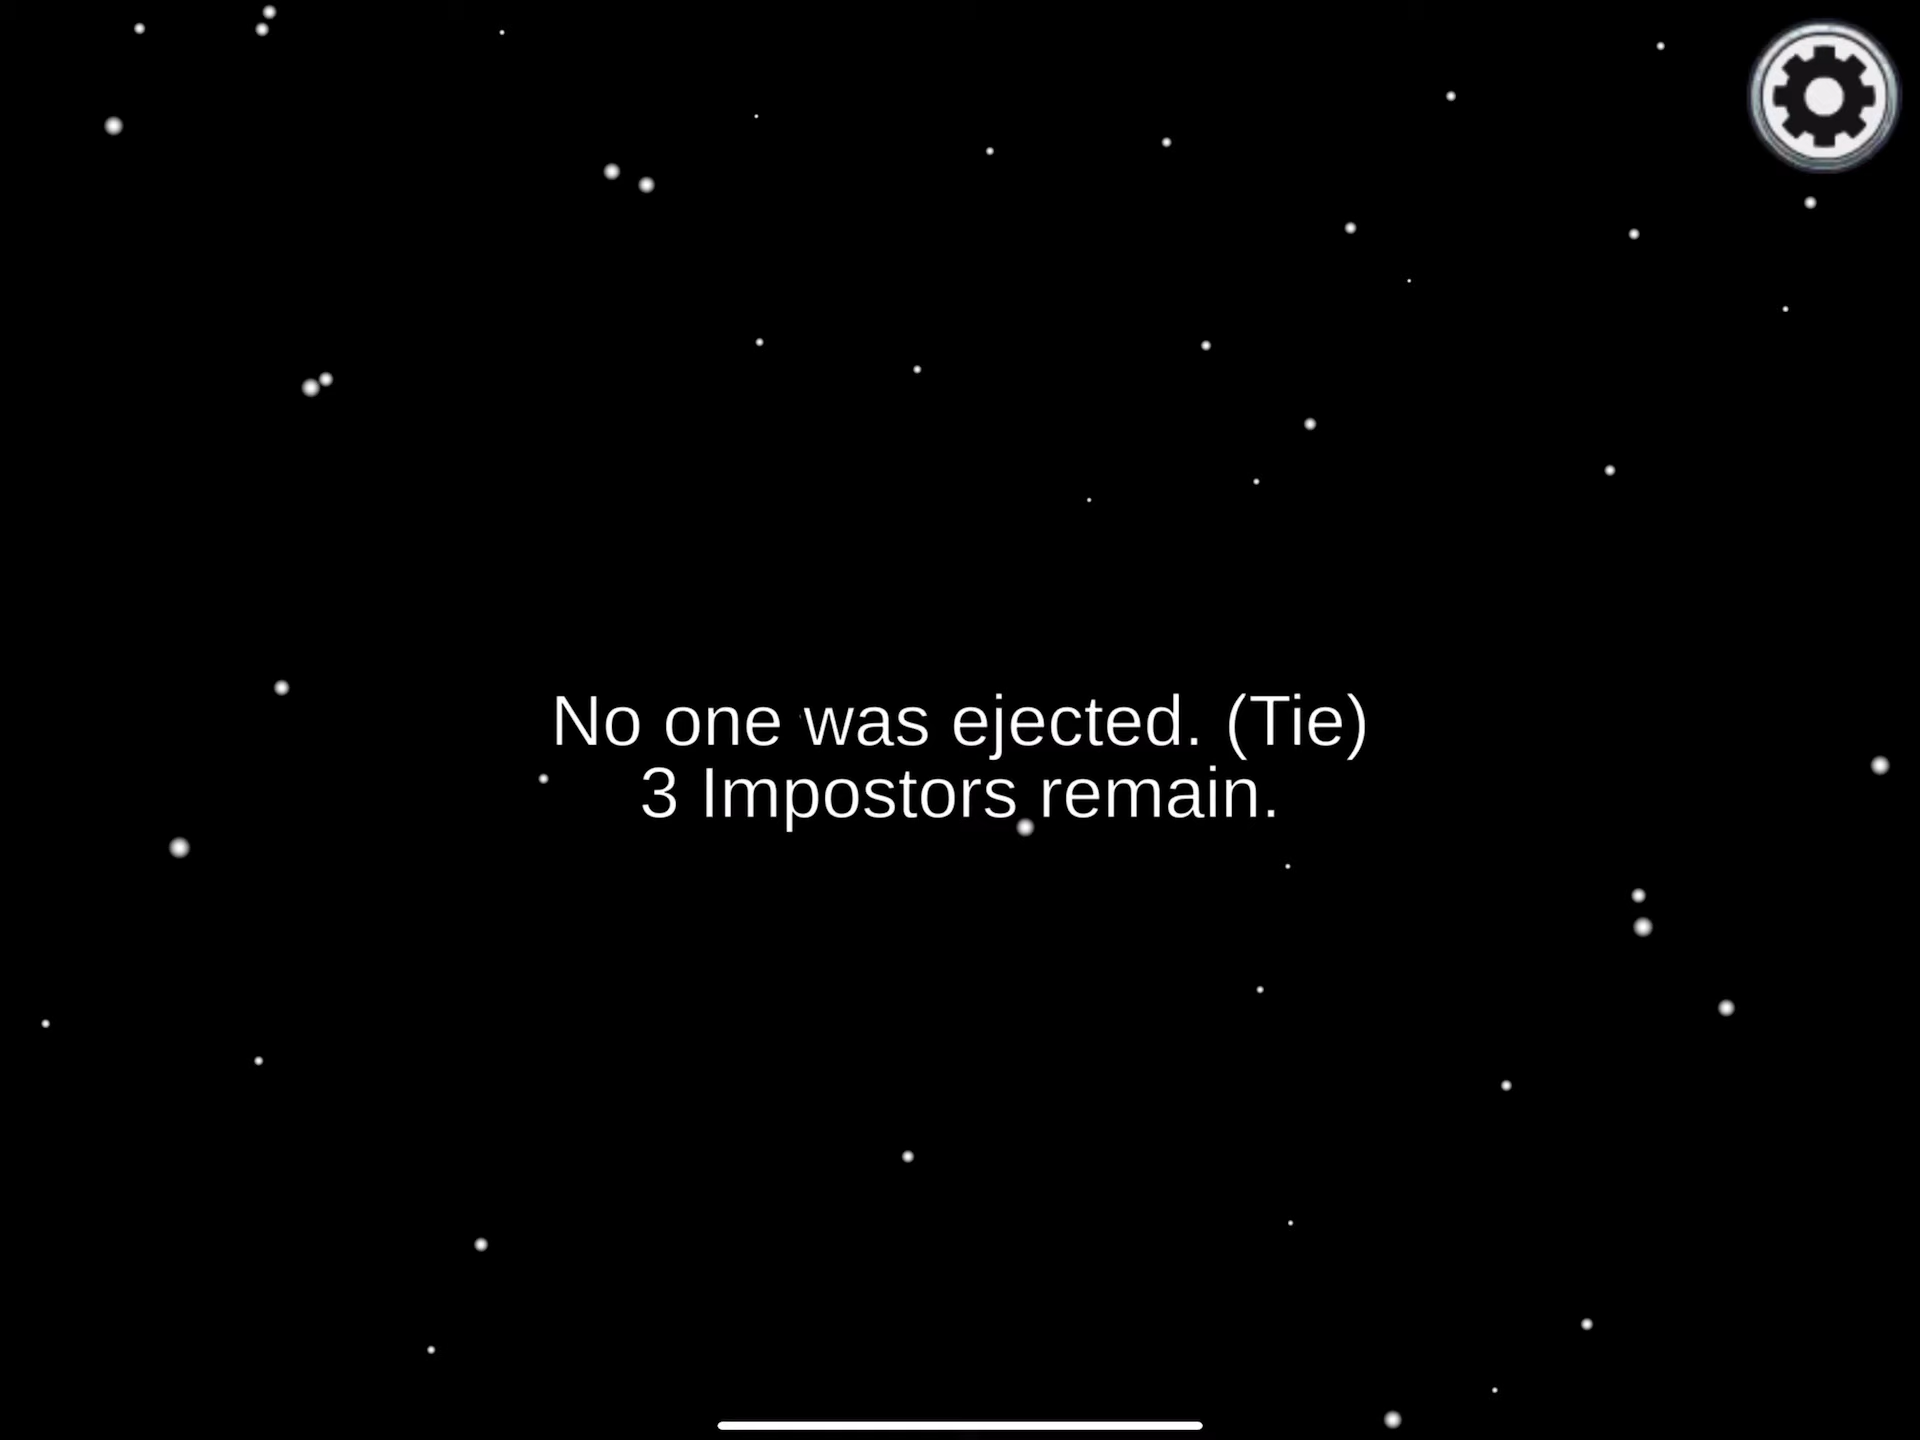 No one was ejected. (Tie)
3 Impostors remain.